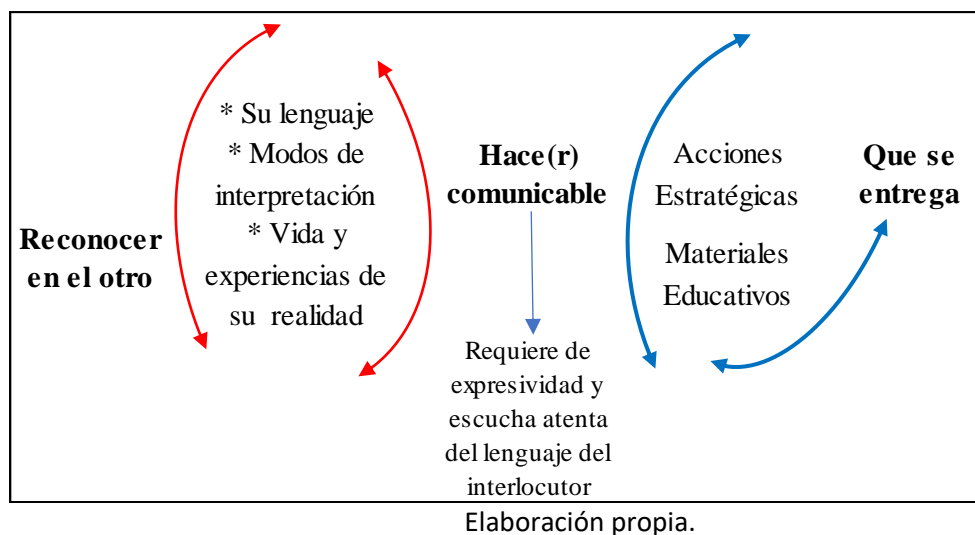 Reconocer
en el otro
* Su lenguaje
* Modos de
interpretación
* Vida y
experiencias de
su realidad
Hace(r)
comunicable
Requiere de
expresividad y
escucha atenta
del lenguaje del
interlocutor
Acciones
Estratégicas
Materiales
Educativos
Que se
entrega
Elaboración propia.